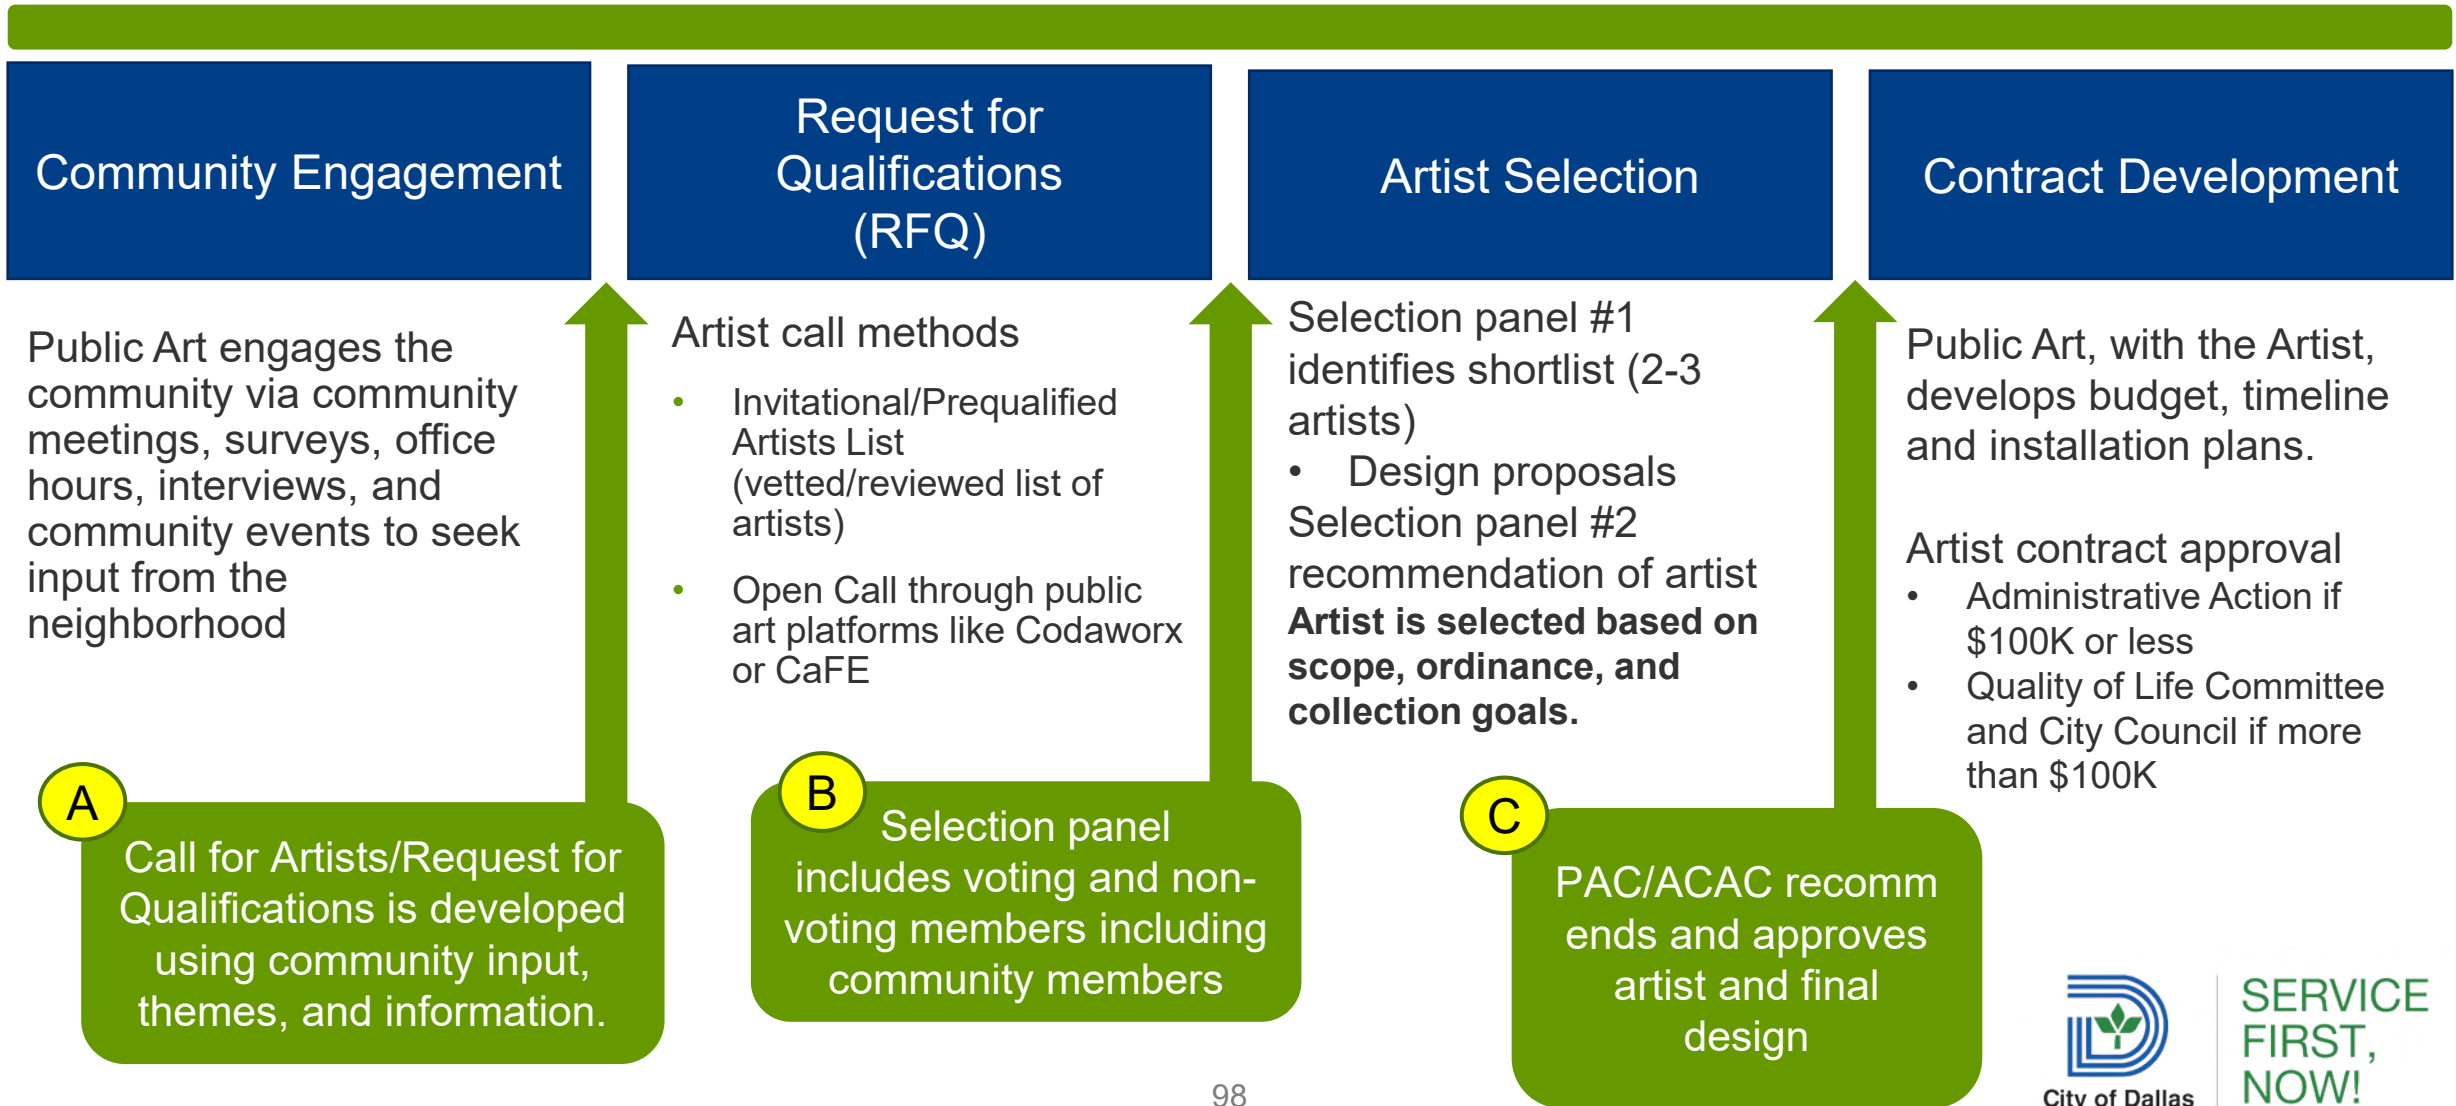 Community Engagement
Request for
Qualifications
(RFQ)
Artist Selection
Contract Development
Public Art engages the
community via community
meetings, surveys, office
hours, interviews, and
community events to seek
input from the
neighborhood
Artist call methods
• Invitational/Prequalified
Artists List
(vetted/reviewed list of
artists)
• Open Call through public
art platforms like Codaworx
or CaFE
Selection panel #1
identifies shortlist (2-3
artists)
• Design proposals
Selection panel #2
recommendation of artist
Artist is selected based on
scope, ordinance, and
collection goals.
Public Art, with the Artist,
develops budget, timeline
and installation plans.
Artist contract approval
• Administrative Action if
$100K or less
• Quality of Life Committee
and City Council if more
than $100K
A
Call for Artists/Request for
Qualifications is developed
using community input,
themes, and information.
B
Selection panel
includes voting and non-
voting members including
community members
C
PAC/ACAC recomm
ends and approves
artist and final
design
98
City of Dallas
SERVICE
FIRST,
NOW!